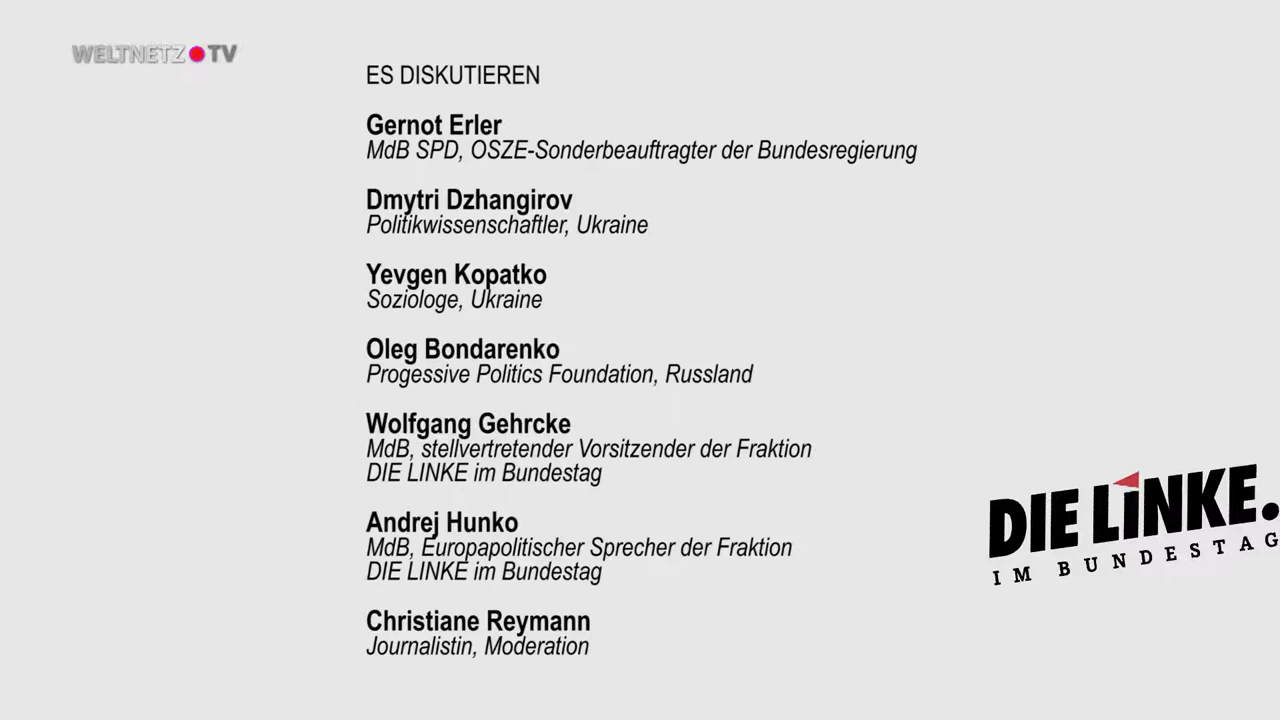 WELTNETZ TV
ES DISKUTIEREN
Gernot Erler
MdB SPD, OSZE-Sonderbeauftragter der Bundesregierung
Dmytri Dzhangirov
Politikwissenschaftler, Ukraine
Yevgen Kopatko
Soziologe, Ukraine
Oleg Bondarenko
Progessive Politics Foundation, Russland
Wolfgang Gehrcke
MdB, stellvertretender Vorsitzender der Fraktion
DIE LINKE im Bundestag
Andrej Hunko
MdB, Europapolitischer Sprecher der Fraktion
DIE LINKE im Bundestag
Christiane Reymann
Journalistin, Moderation
DIE LINKE.
IM BUNDESTAG